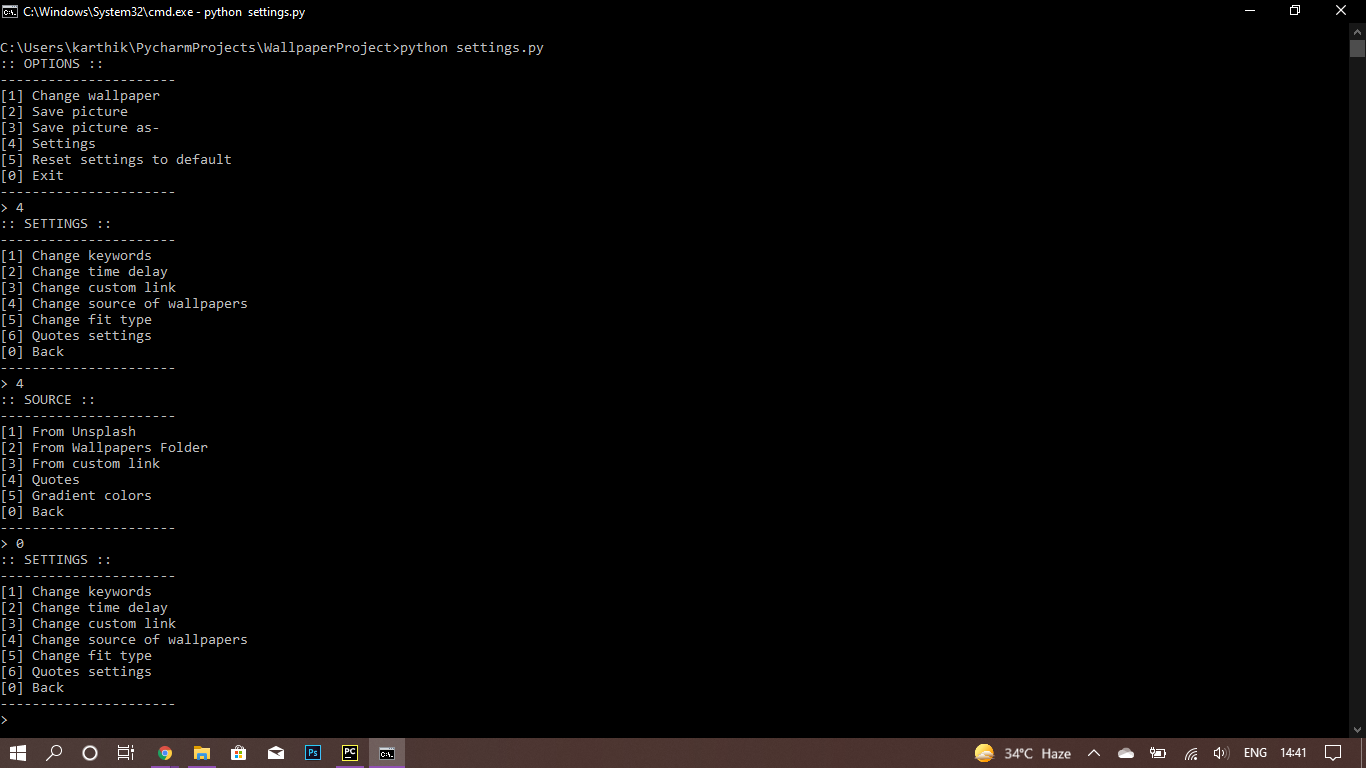 C:\Windows\System32\cmd.exe - python  settings.py
C:\Users\karthik\PycharmProjects\WallpaperProject>python settings.py
:: OPTIONS ::
----------------------
[1] Change wallpaper
[2] Save picture
[3] Save picture as-
[4] Settings
[5] Reset settings to default
[0] Exit
----------------------
> 4
:: SETTINGS ::
----------------------
[1] Change keywords
[2] Change time delay
[3] Change custom link
[4] Change source of wallpapers
[5] Change fit type
[6] Quotes settings
[0] Back
----------------------
> 4
:: SOURCE ::
----------------------
[1] From Unsplash
[2] From Wallpapers Folder
[3] From custom link
[4] Quotes
[5] Gradient colors
[0] Back
----------------------
> 0
:: SETTINGS ::
----------------------
[1] Change keywords
[2] Change time delay
[3] Change custom link
[4] Change source of wallpapers
[5] Change fit type
[6] Quotes settings
[0] Back
----------------------
>
Ps PC C:\. 34°C Haze ENG 14:41